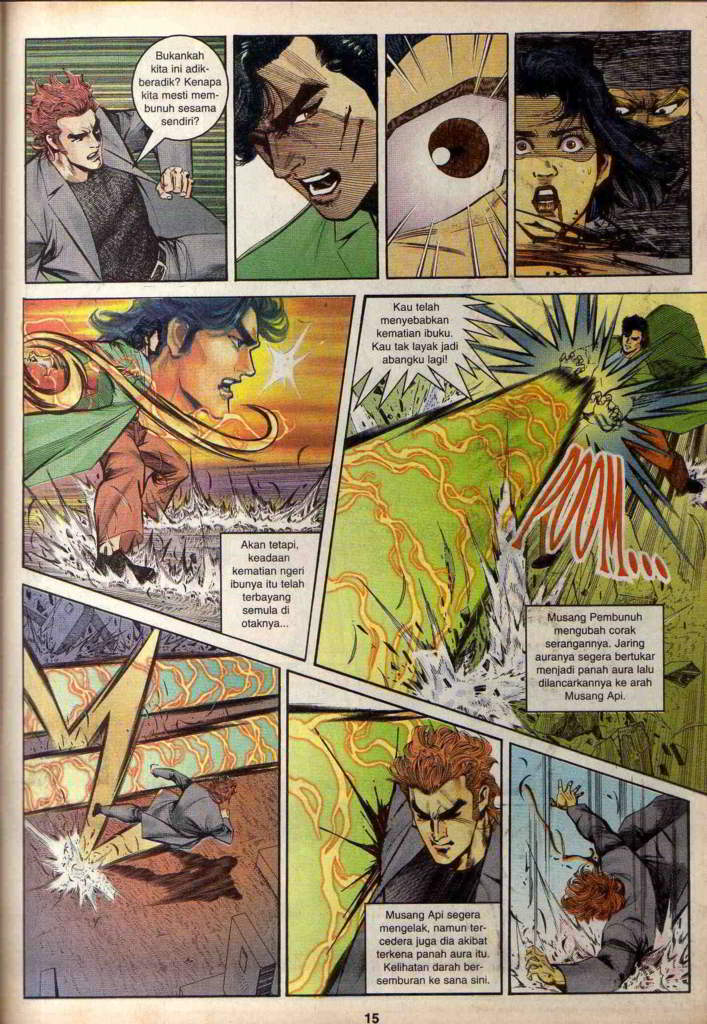 Bukankah
kita ini adik-
beradik? Kenapa
kita mesti mem-
bunuh sesama
sendiri?
Akan tetapi,
keadaan
kematian ngeri
ibunya itu telah
terbayang
semula di
otaknya...
Kau telah
menyebabkan
kematian ibuku.
Kau tak layak jadi
abangku lagi!
POOM...
Musang Pembunuh
mengubah corak
serangannya. Jaring
auranya segera bertukar
menjadi panah aura lalu
dilancarkannya ke arah
Musang Api.
Musang Api segera
mengelak, namun ter-
cedera juga dia akibat
terkena panah aura itu.
Kelihatan darah ber-
semburan ke sana sini.
15